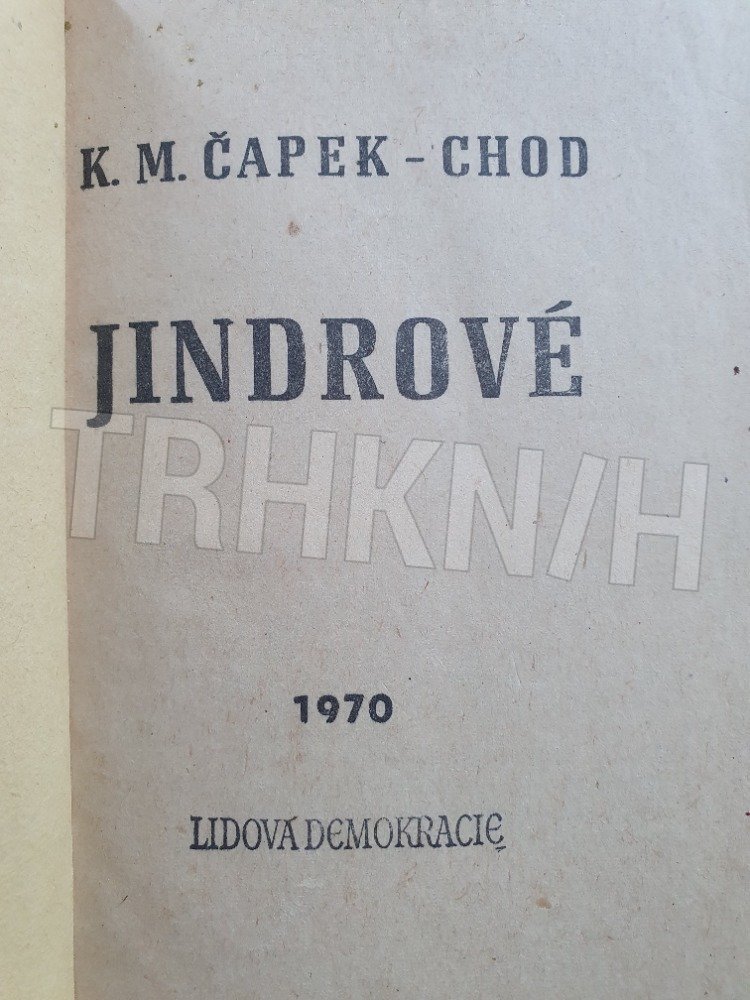 K. M. ČAPEK - CHOD
JINDROVÉ
TRHKNIH
1970
LIDOVÁ DEMOKRACIE